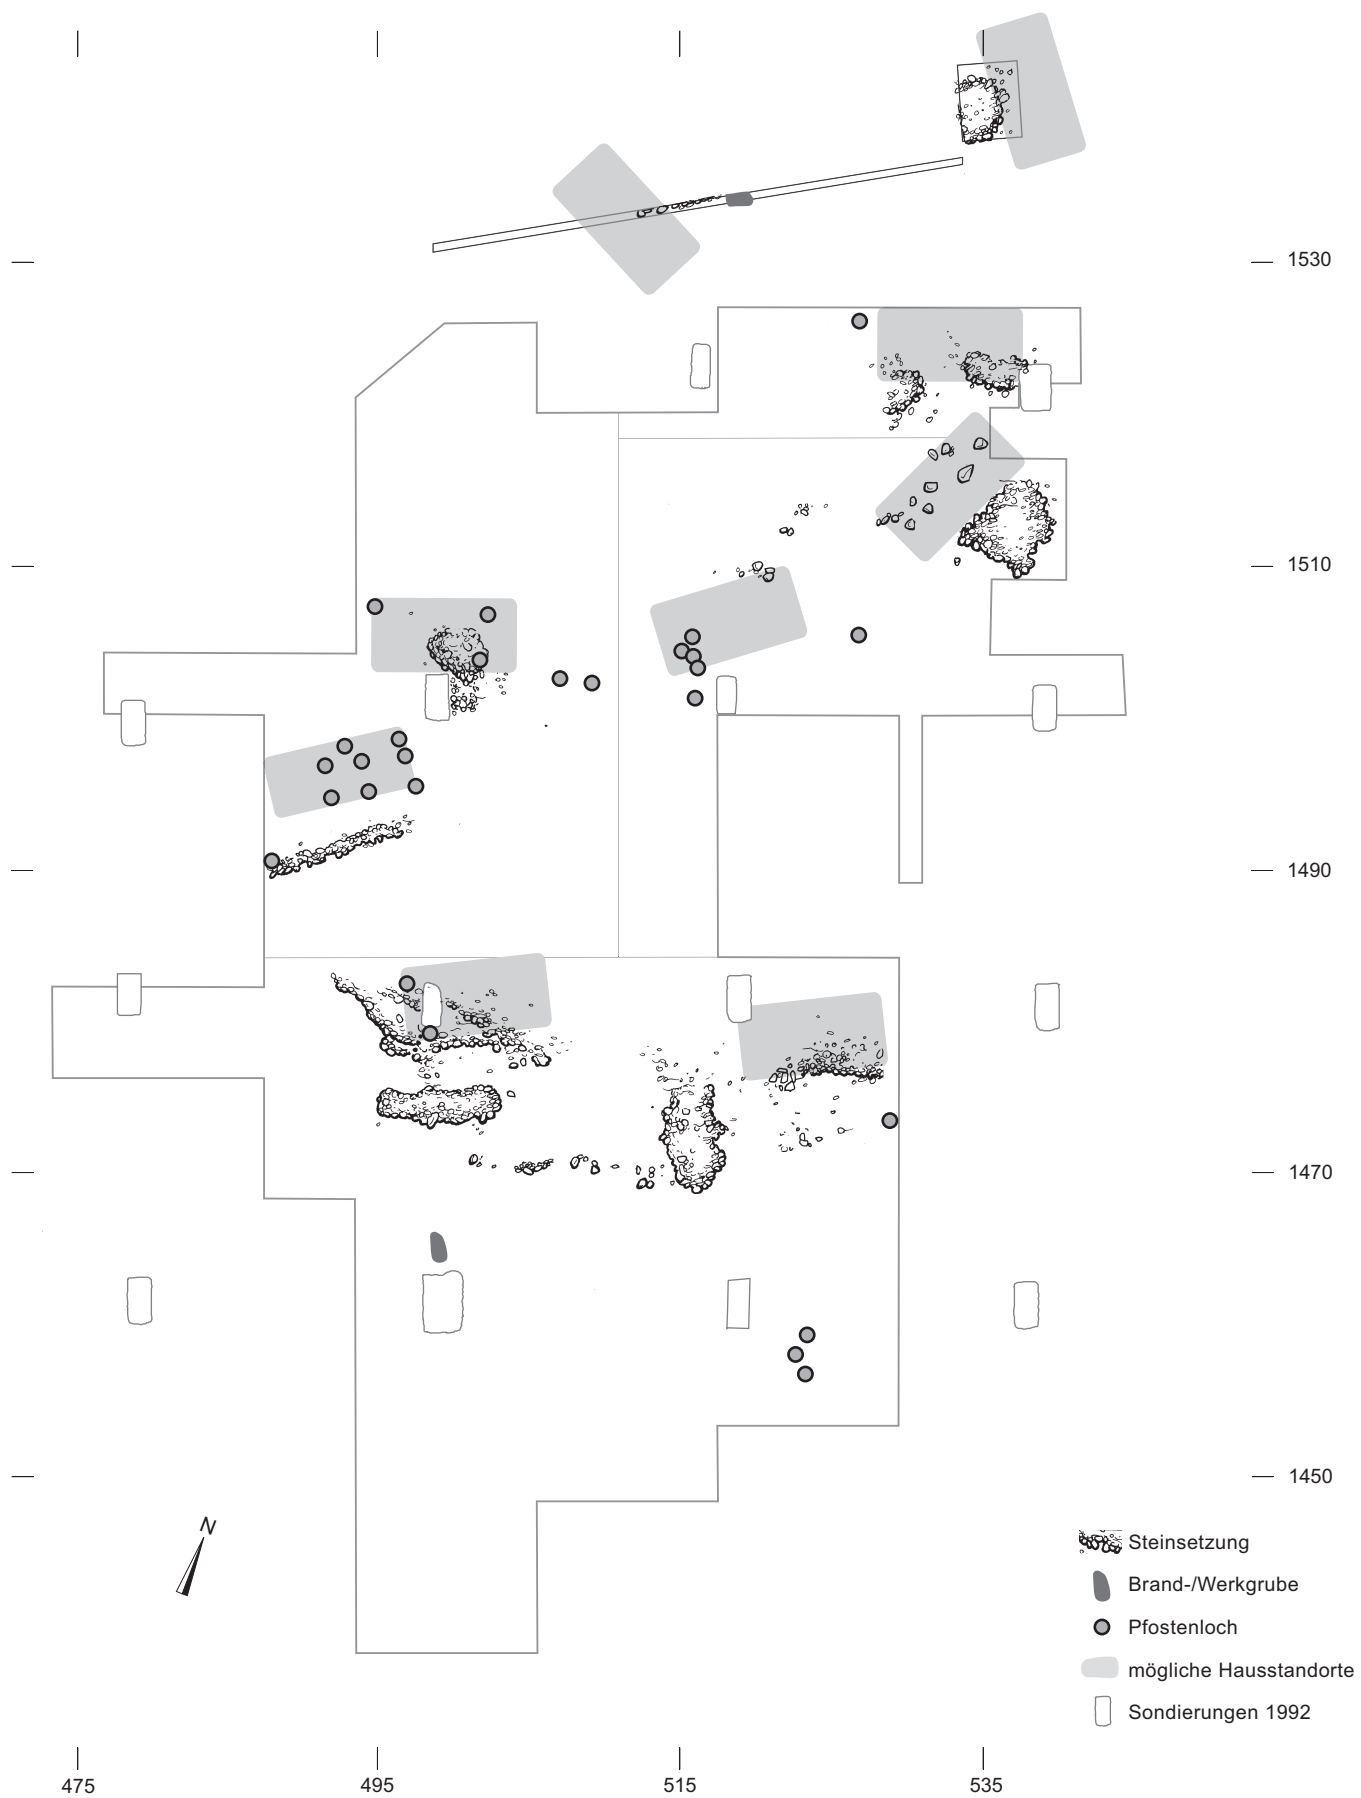 1530
1510
1490
1470
1450
N
Steinsetzung
Brand-/Werkgrube
Pfostenloch
mögliche Hausstandorte
Sondierungen 1992
475
495
515
535